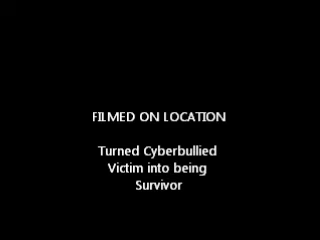 FILMED ON LOCATION
Turned Cyberbullied
Victim into being
Survivor